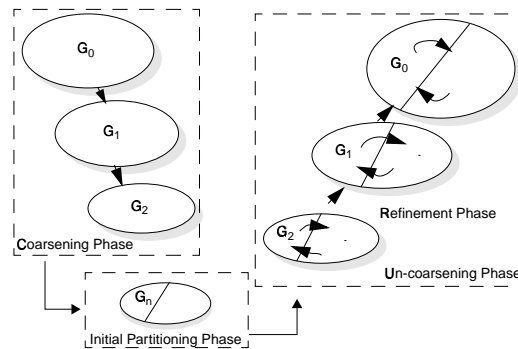 G0
G1
G2
Coarsening Phase
Gn
Initial Partitioning Phase
G0
G1
G2
Refinement Phase
Un-coarsening Phase